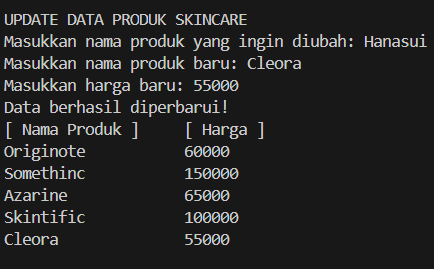 UPDATE DATA PRODUK SKINCARE
Masukkan nama produk yang ingin diubah: Hanasui
Masukkan nama produk baru: Cleora
Masukkan harga baru: 55000
Data berhasil diperbarui!
[ Nama Produk ]     [ Harga ]
Originote           60000
Somethinc           150000
Azarine             65000
Skintific           100000
Cleora              55000